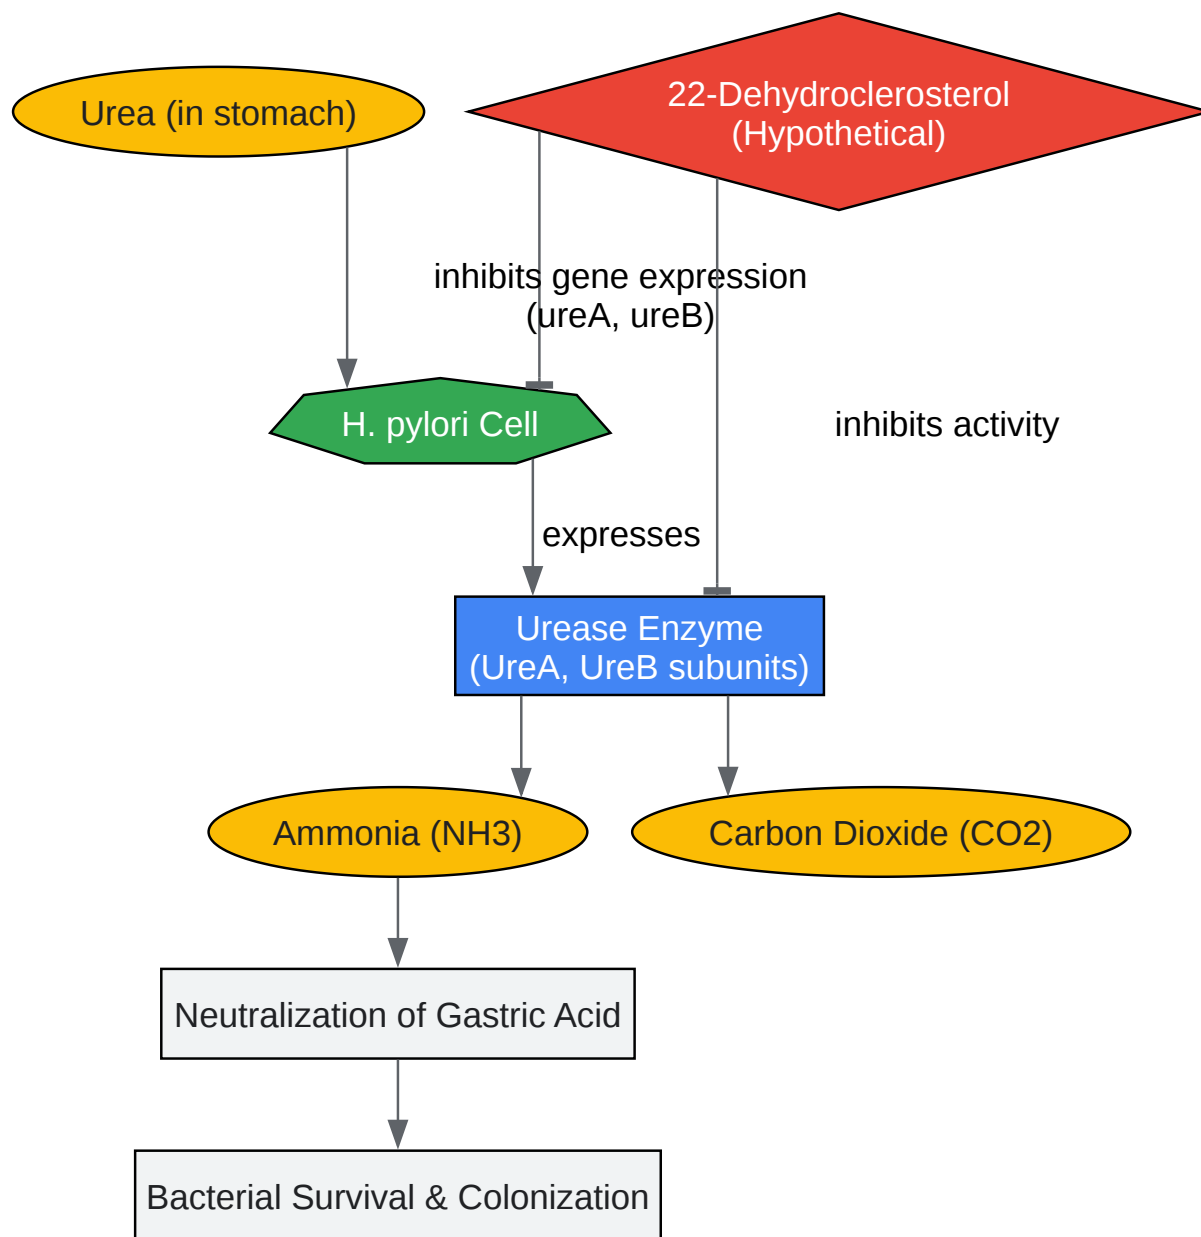 Urea (in stomach)
22-Dehydroclerosterol
(Hypothetical)
inhibits gene expression
(ureA, ureB)
H. pylori Cell
inhibits activity
expresses
Urease Enzyme
(UreA, UreB subunits)
Ammonia (NH3)
Carbon Dioxide (CO2)
Neutralization of Gastric Acid
Bacterial Survival & Colonization